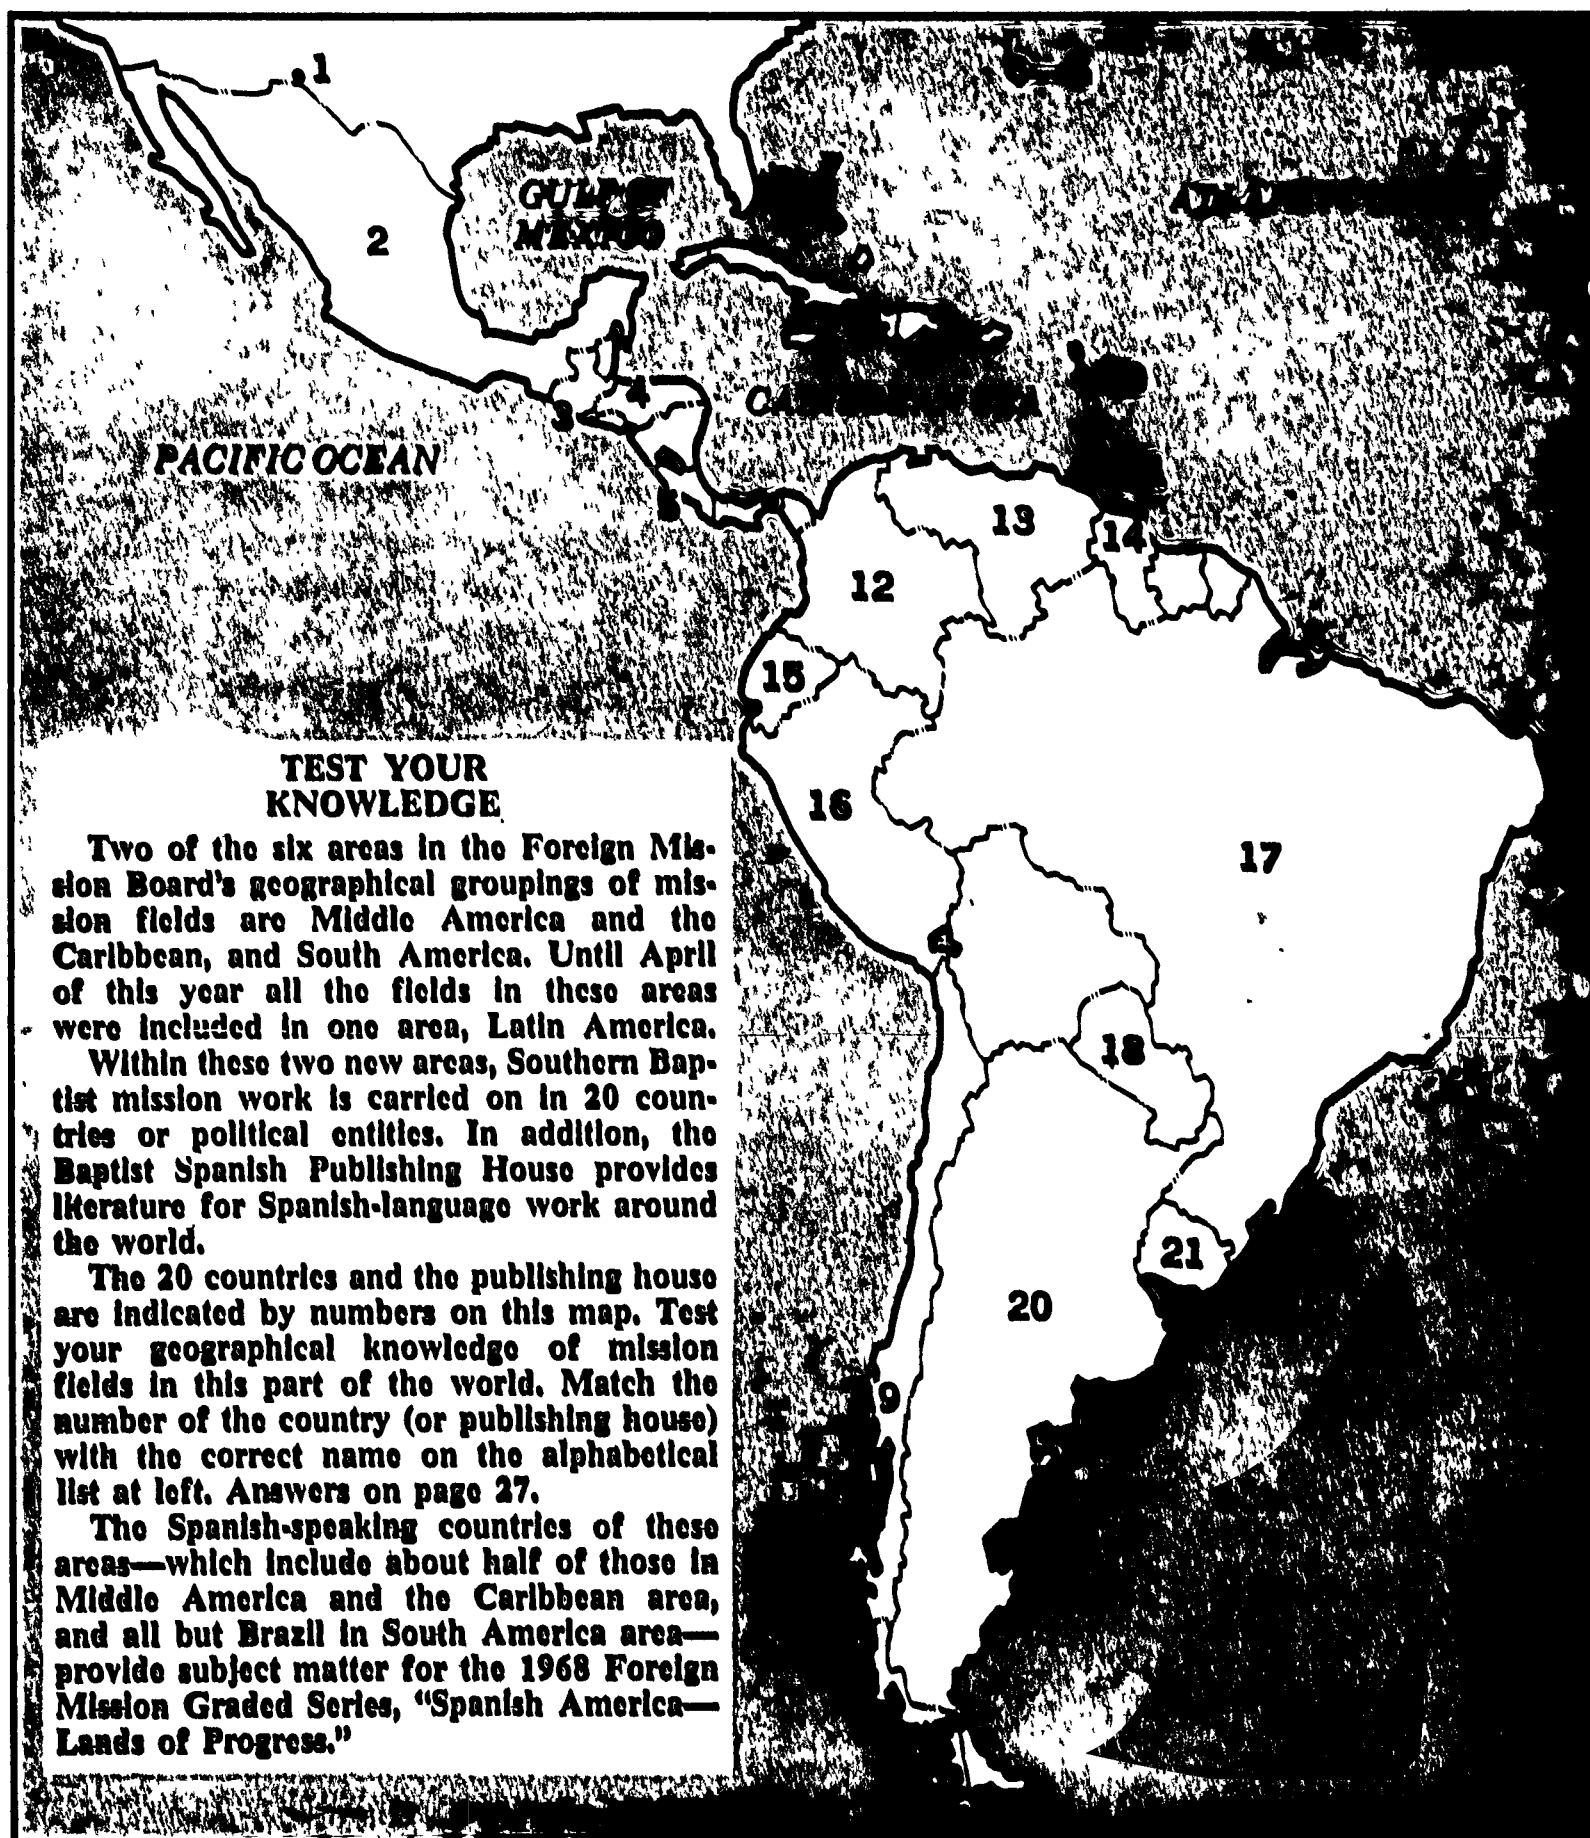 1
2
GULF OF
MEXICO
4
3
PACIFIC OCEAN
5
13
14
12
15
16
17
18
21
20
9
TEST YOUR
KNOWLEDGE
Two of the six areas in the Foreign Mis-
sion Board's geographical groupings of mis-
sion fields are Middle America and the
Caribbean, and South America. Until April
of this year all the fields in these areas
were included in one area, Latin America.
Within these two new areas, Southern Bap-
tist mission work is carried on in 20 coun-
tries or political entities. In addition, the
Baptist Spanish Publishing House provides
literature for Spanish-language work around
the world.
The 20 countries and the publishing house
are indicated by numbers on this map. Test
your geographical knowledge of mission
fields in this part of the world. Match the
number of the country (or publishing house)
with the correct name on the alphabetical
list at left. Answers on page 27.
The Spanish-speaking countries of these
areas—which include about half of those in
Middle America and the Caribbean area,
and all but Brazil in South America area—
provide subject matter for the 1968 Foreign
Mission Graded Series, "Spanish America—
Lands of Progress."